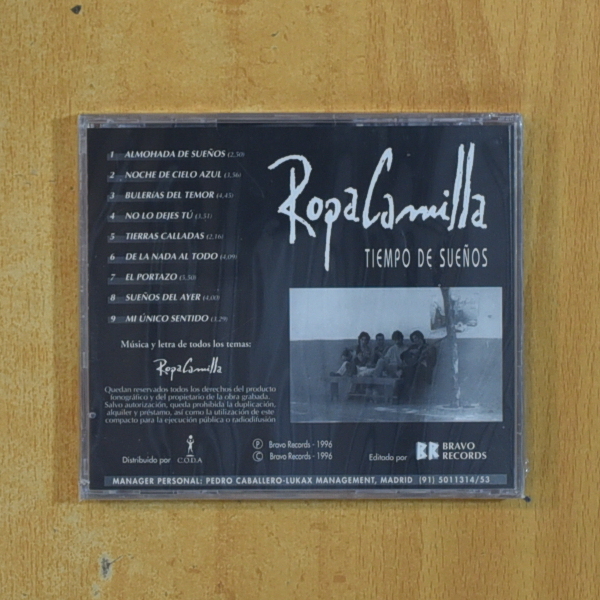 RopaCamilla
TIEMPO DE SUEÑOS
1 ALMOHADA DE SUEÑOS (2,50)
2 NOCHE DE CIELO AZUL (3,56)
3 BULERÍAS DEL TEMOR (4,45)
4 NO LO DEJES TÚ (3,51)
5 TIERRAS CALLADAS (2,16)
6 DE LA NADA AL TODO (4,09)
7 EL PORTAZO (5,50)
8 SUEÑOS DEL AYER (4,00)
9 MI ÚNICO SENTIDO (3,29)
Música y letra de todos los temas:
RopaCamilla
Quedan reservados todos los derechos del productor
fonográfico y del propietario de la obra grabada.
Salvo autorización, queda prohibida la duplicación,
alquiler y préstamo, así como la utilización de este
compacto para la ejecución pública o radiodifusión
Distribuido por C.O.D.A
Ⓟ Bravo Records - 1996
© Bravo Records - 1996
Editado por BR BRAVO
RECORDS
MANAGER PERSONAL: PEDRO CABALLERO-LUKAX MANAGEMENT, MADRID (91) 5011314/53